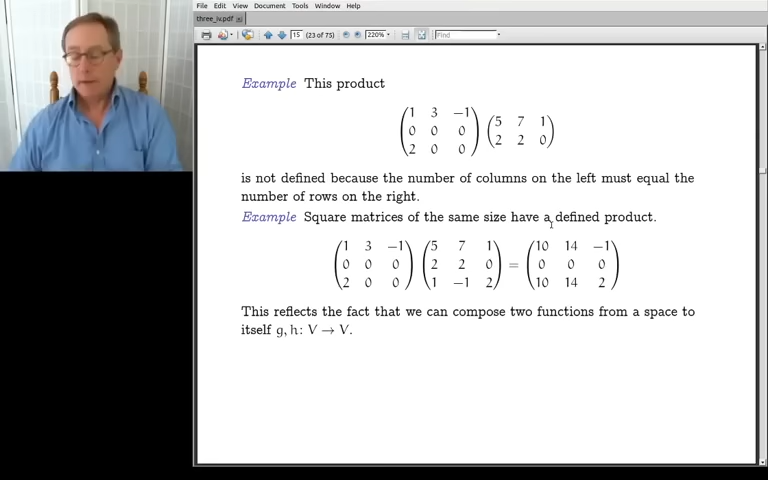 File Edit View Document Tools Window Help
three_iv.pdf
15 (23 of 75) 220% Find
Example This product
1 3 −1
0 0 0
2 0 0
5 7 1
2 2 0
is not defined because the number of columns on the left must equal the
number of rows on the right.
Example Square matrices of the same size have a defined product.
1 3 −1
0 0 0
2 0 0
5 7 1
2 2 0
1 −1 2
=
10 14 −1
0 0 0
10 14 2
This reflects the fact that we can compose two functions from a space to
itself g, h: V → V.